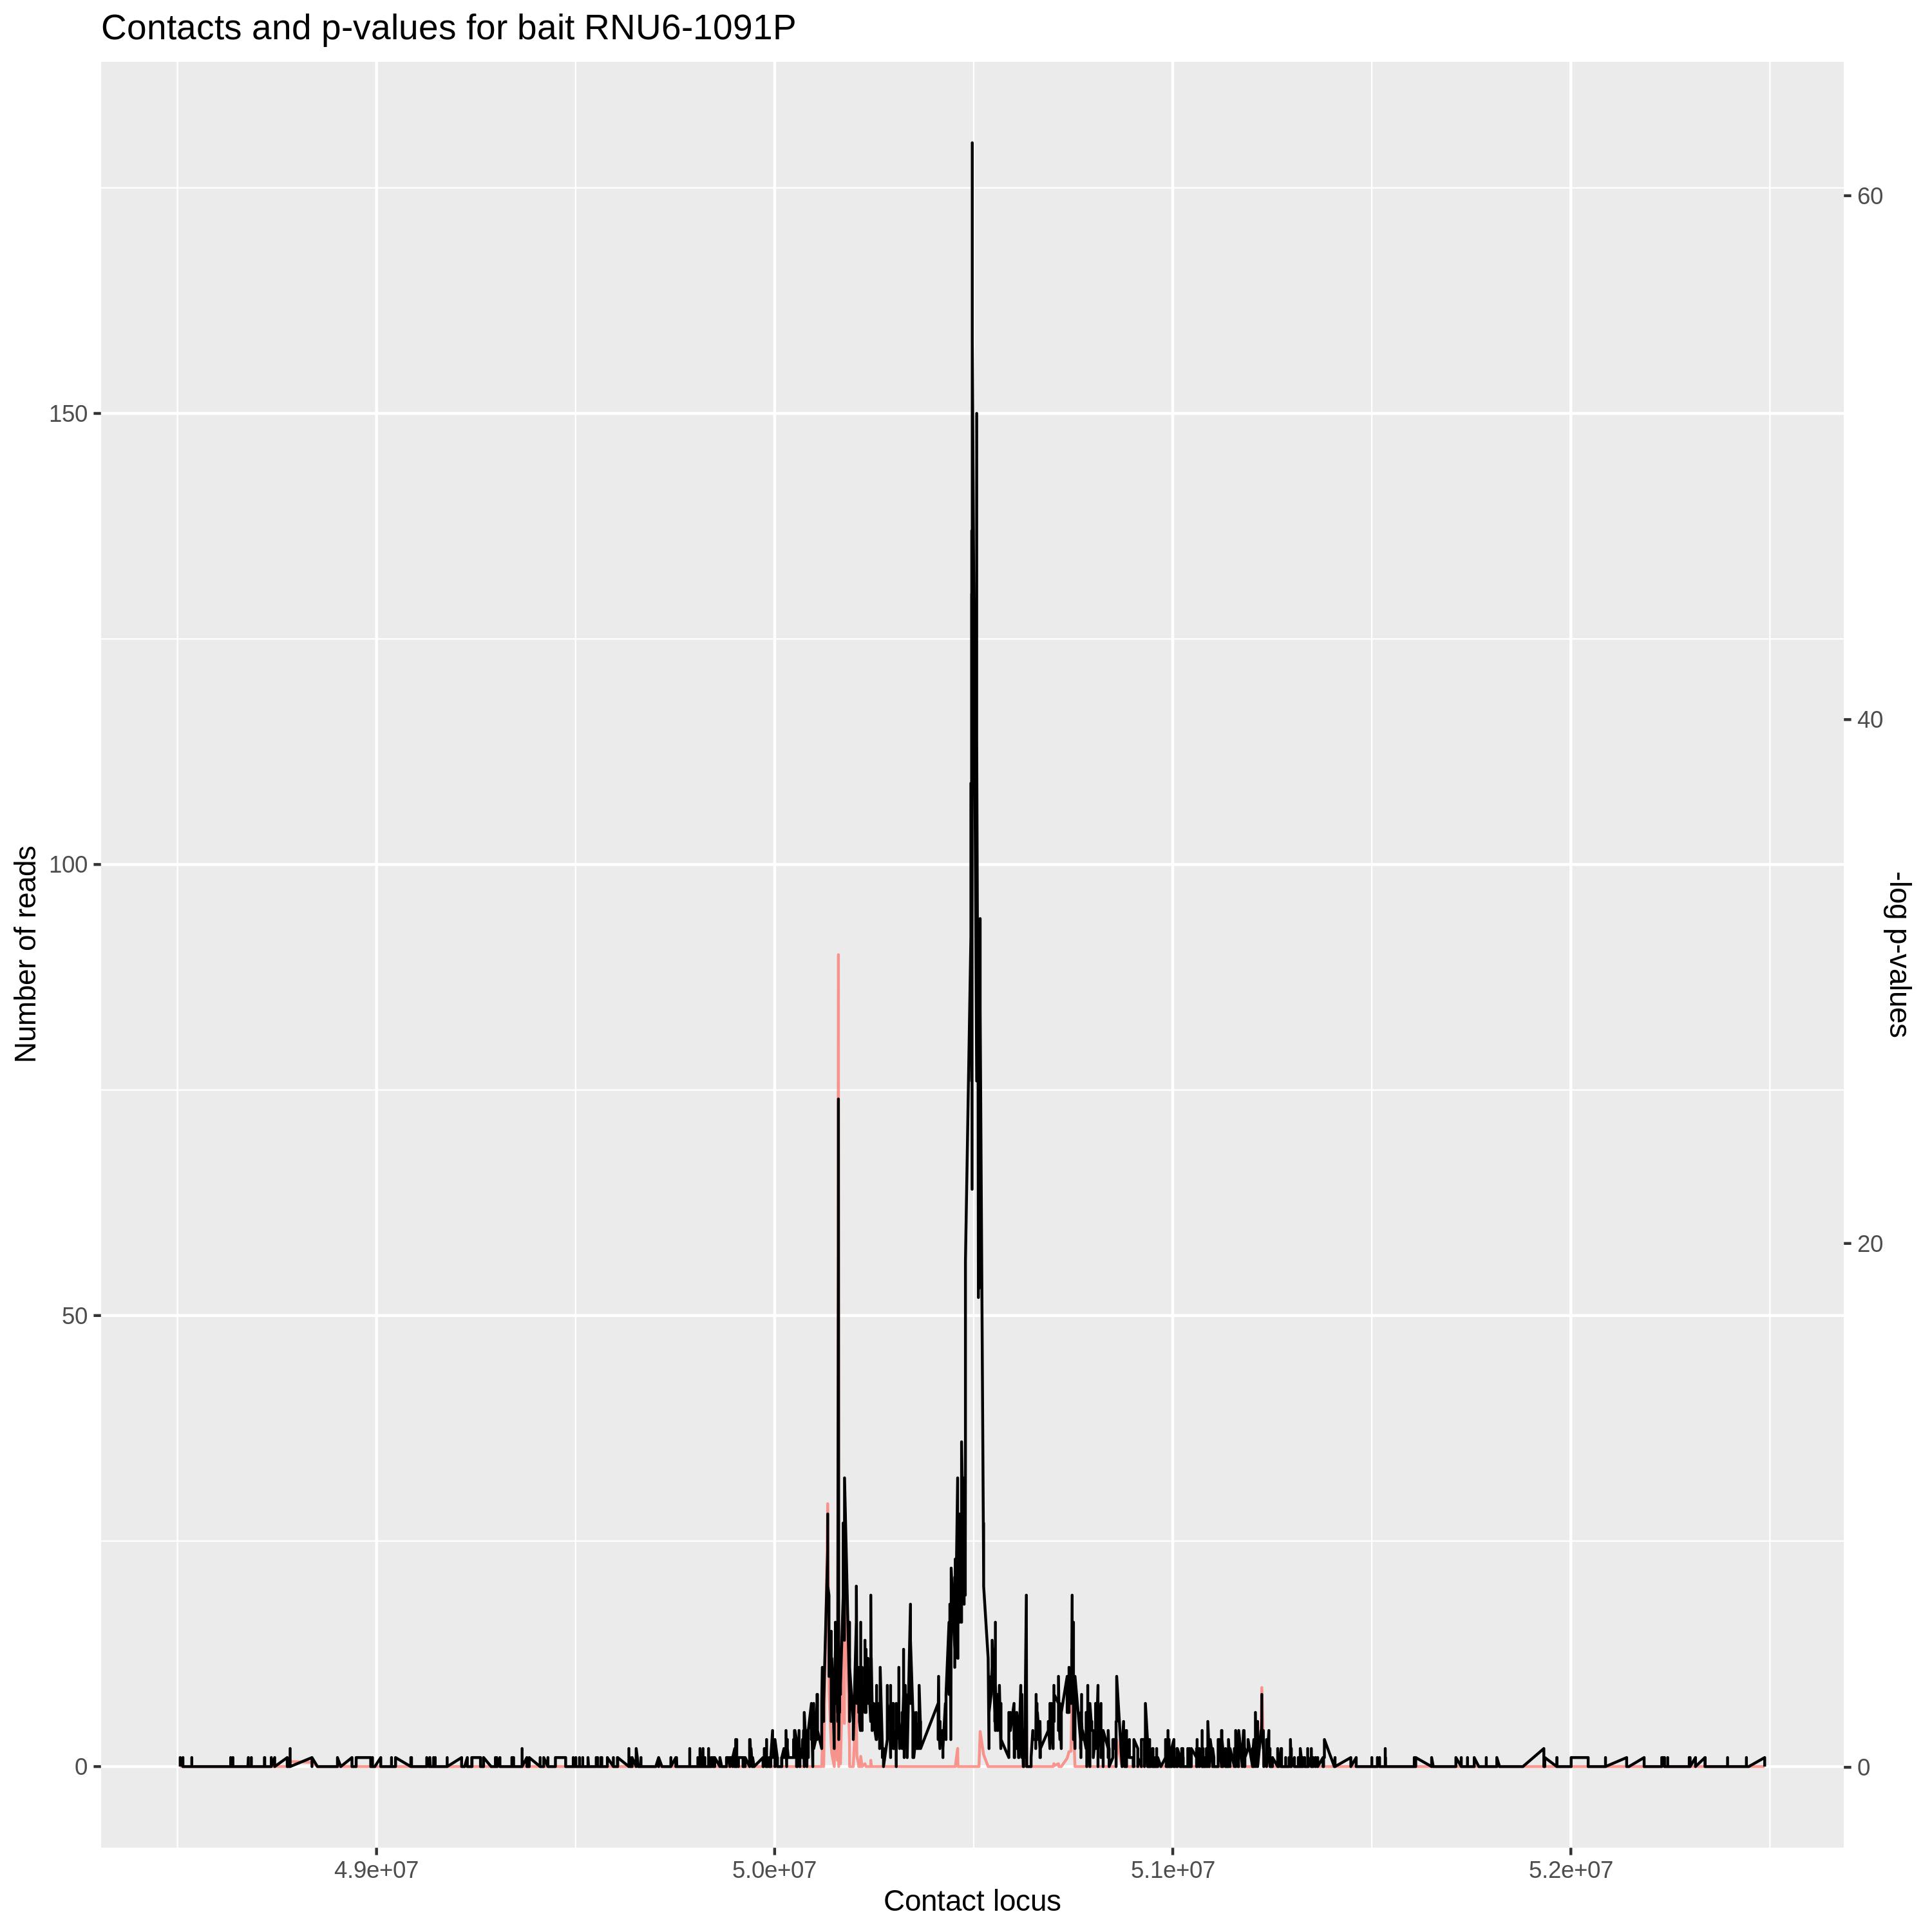 Contacts and p-values for bait RNU6-1091P
Number of reads
150
100
50
0
60
40
20
0
-log p-values
4.9e+07 5.0e+07 5.1e+07 5.2e+07
Contact locus